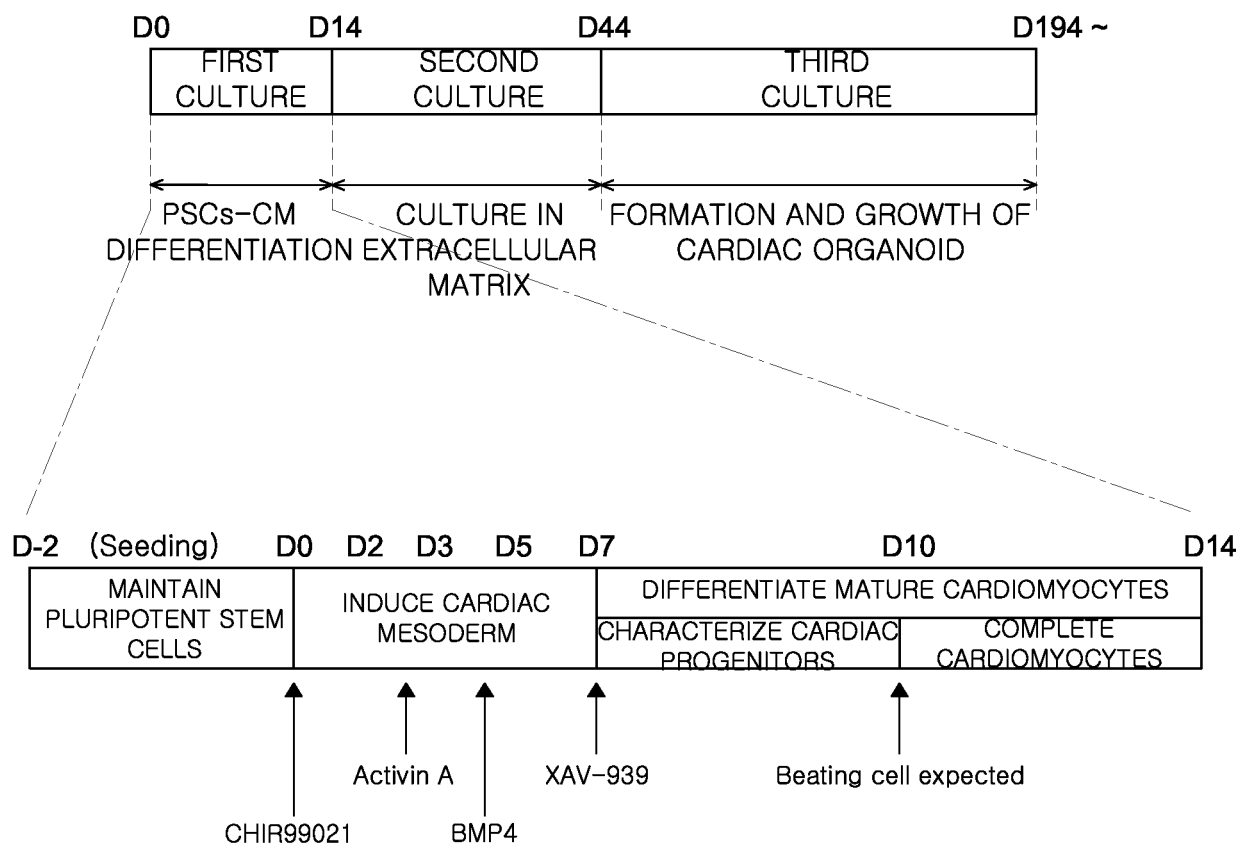 D0 D14 D44 D194 ~
FIRST CULTURE
SECOND CULTURE
THIRD CULTURE
PSCs-CM DIFFERENTIATION
CULTURE IN EXTRACELLULAR MATRIX
FORMATION AND GROWTH OF CARDIAC ORGANOID
D-2 (Seeding) D0 D2 D3 D5 D7 D10 D14
MAINTAIN
PLURIPOTENT STEM
CELLS
INDUCE CARDIAC
MESODERM
DIFFERENTIATE MATURE CARDIOMYOCYTES
CHARACTERIZE CARDIAC
PROGENITORS
COMPLETE
CARDIOMYOCYTES
Activin A
XAV-939
Beating cell expected
CHIR99021
BMP4